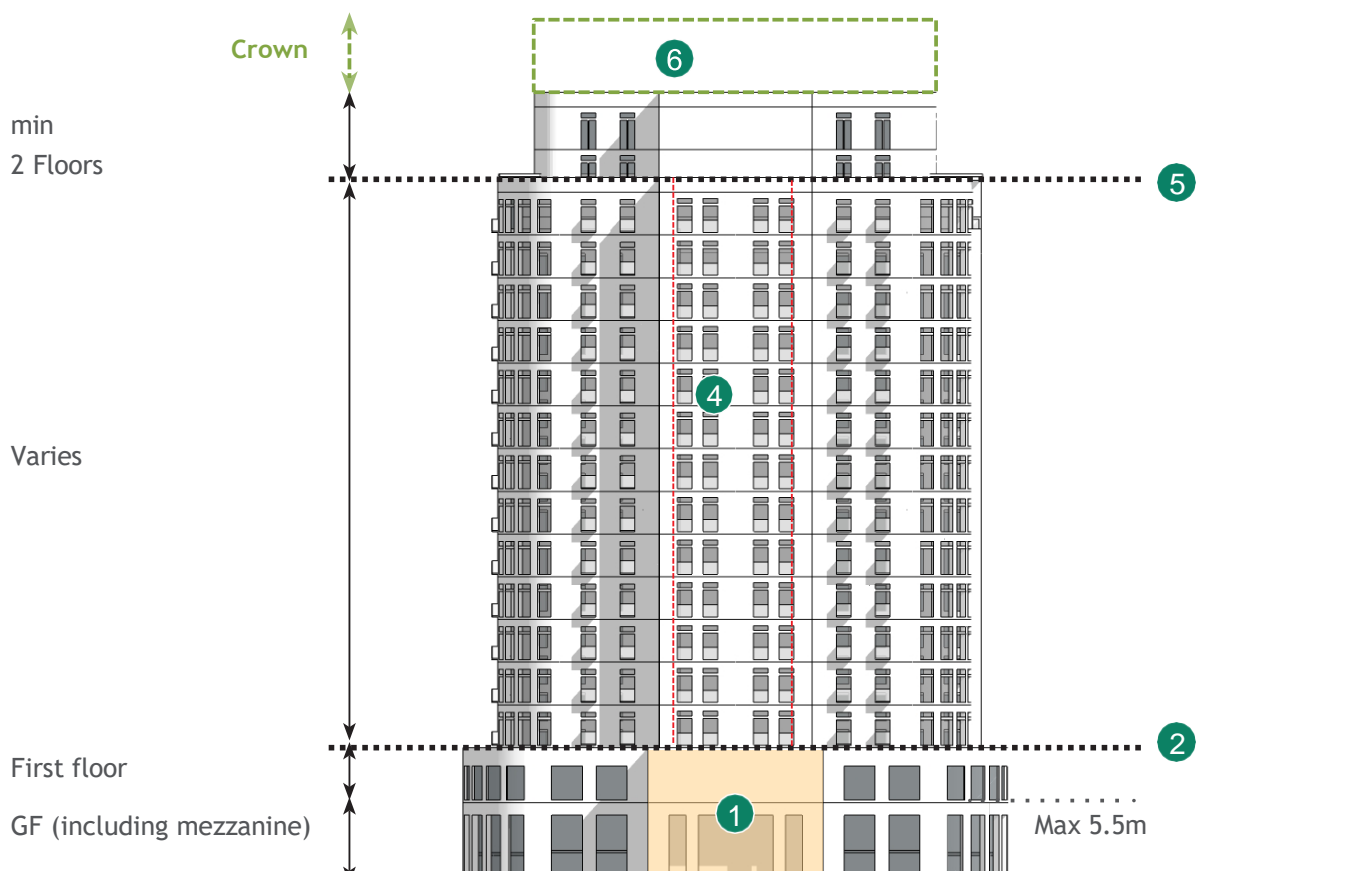 Crown
6
min
2 Floors
5
4
Varies
2
First floor
1
GF (including mezzanine)
Max 5.5m